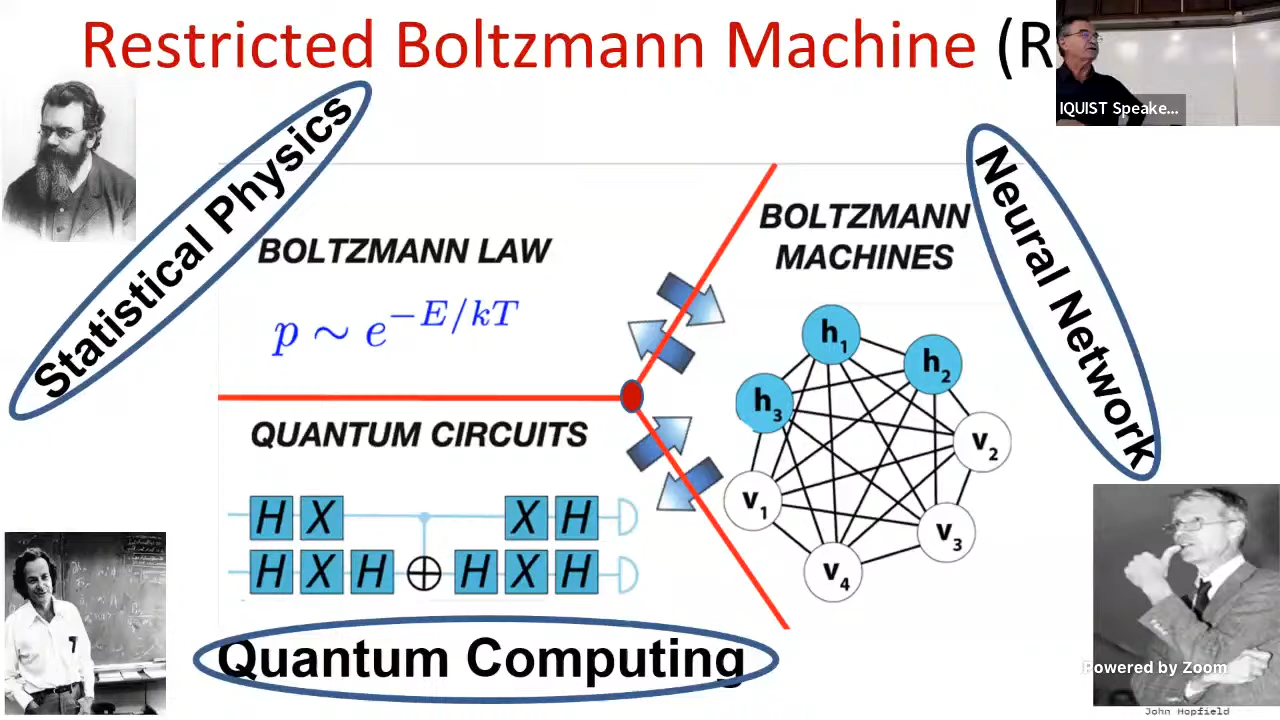 Restricted Boltzmann Machine (R
IQUIST Speake...
Statistical Physics
BOLTZMANN LAW
p ~ e^{-E/kT}
BOLTZMANN
MACHINES
Neural Network
h₁
h₂
h₃
v₂
v₁
v₃
v₄
QUANTUM CIRCUITS
H X X H
H X H H X H
Quantum Computing
Powered by Zoom
John Hopfield